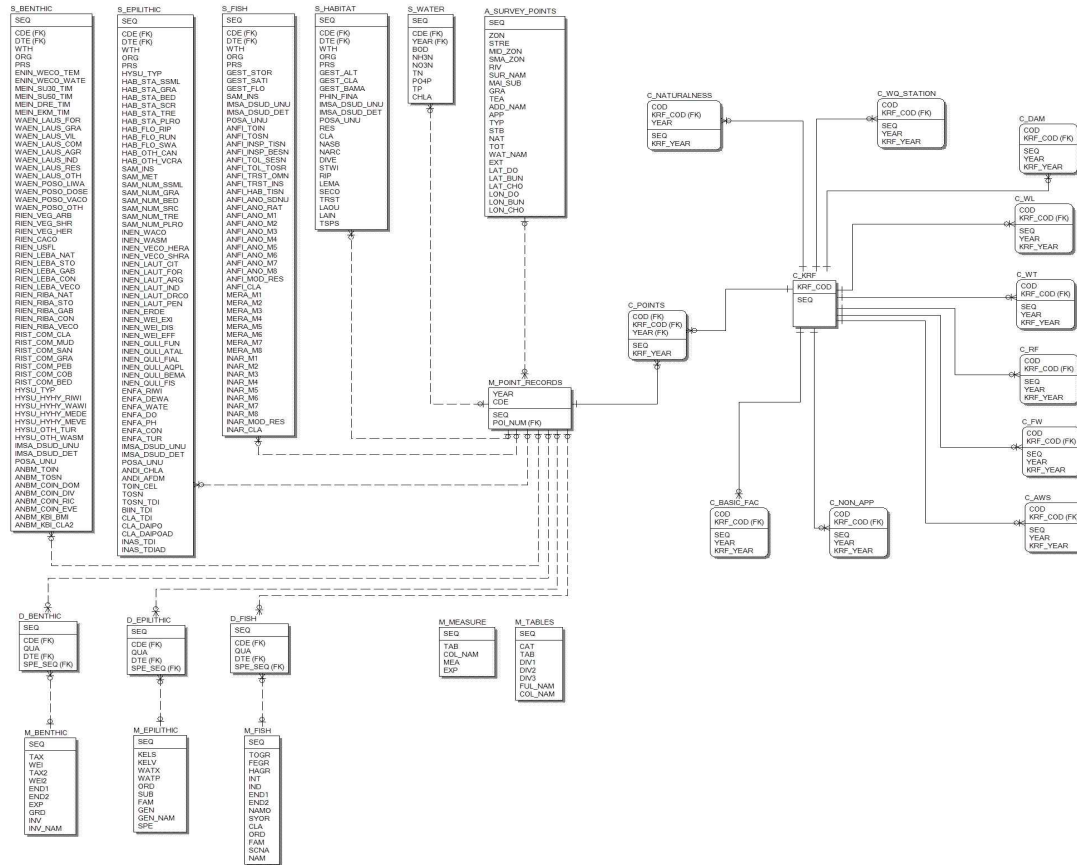 S_BENTHIC
SEQ
CDE (FK)
DTE (FK)
WTH
ORG
PRS
ENIN_WECO_TEM
ENIN_WECO_WATE
MEIN_SU30_TIM
MEIN_SU50_TIM
MEIN_DRE_TIM
MEIN_EKM_TIM
WAEN_LAUS_FOR
WAEN_LAUS_GRA
WAEN_LAUS_VIL
WAEN_LAUS_COM
WAEN_LAUS_AGR
WAEN_LAUS_IND
WAEN_LAUS_RES
WAEN_LAUS_OTH
WAEN_POSO_LIWA
WAEN_POSO_DOSE
WAEN_POSO_VACO
WAEN_POSO_OTH
RIEN_VEG_ARB
RIEN_VEG_SHR
RIEN_VEG_HER
RIEN_CACO
RIEN_USFL
RIEN_LEBA_NAT
RIEN_LEBA_STO
RIEN_LEBA_GAB
RIEN_LEBA_CON
RIEN_LEBA_VECO
RIEN_RIBA_NAT
RIEN_RIBA_STO
RIEN_RIBA_GAB
RIEN_RIBA_CON
RIEN_RIBA_VECO
RIST_COM_CLA
RIST_COM_MUD
RIST_COM_SAN
RIST_COM_GRA
RIST_COM_PEB
RIST_COM_COB
RIST_COM_BED
HYSU_TYP
HYSU_HYHY_RIWI
HYSU_HYHY_WAWI
HYSU_HYHY_MEDE
HYSU_HYHY_MEVE
HYSU_OTH_TUR
HYSU_OTH_WASM
IMSA_DSUD_UNU
IMSA_DSUD_DET
POSA_UNU
ANBM_TOIN
ANBM_TOSN
ANBM_COIN_DOM
ANBM_COIN_DIV
ANBM_COIN_RIC
ANBM_COIN_EVE
ANBM_KBI_BMI
ANBM_KBI_CLA2
S_EPILITHIC
SEQ
CDE (FK)
DTE (FK)
WTH
ORG
PRS
HYSU_TYP
HAB_STA_SSML
HAB_STA_GRA
HAB_STA_BED
HAB_STA_SCR
HAB_STA_TRE
HAB_STA_PLRO
HAB_FLO_RIP
HAB_FLO_RUN
HAB_FLO_SWA
HAB_OTH_CAN
HAB_OTH_VCRA
SAM_INS
SAM_MET
SAM_NUM_SSML
SAM_NUM_GRA
SAM_NUM_BED
SAM_NUM_SRC
SAM_NUM_TRE
SAM_NUM_PLRO
INEN_WACO
INEN_WASM
INEN_VECO_HERA
INEN_VECO_SHRA
INEN_LAUT_CIT
INEN_LAUT_FOR
INEN_LAUT_ARG
INEN_LAUT_IND
INEN_LAUT_DRCO
INEN_LAUT_PEN
INEN_ERDE
INEN_WEI_EXI
INEN_WEI_DIS
INEN_WEI_EFF
INEN_QULI_FUN
INEN_QULI_ATAL
INEN_QULI_FIAL
INEN_QULI_AQPL
INEN_QULI_BEMA
INEN_QULI_FIS
ENFA_RIWI
ENFA_DEWA
ENFA_WATE
ENFA_DO
ENFA_PH
ENFA_CON
ENFA_TUR
IMSA_DSUD_UNU
IMSA_DSUD_DET
POSA_UNU
ANDI_CHLA
ANDI_AFDM
TOIN_CEL
TOSN
TOSN_TDI
BIIN_TDI
CLA_TDI
CLA_DAIPO
CLA_DAIPOAD
INAS_TDI
INAS_TDIAD
S_FISH
SEQ
CDE (FK)
DTE (FK)
WTH
ORG
PRS
GEST_STOR
GEST_SATI
GEST_FLO
SAM_INS
IMSA_DSUD_UNU
IMSA_DSUD_DET
POSA_UNU
ANFI_TOIN
ANFI_TOSN
ANFI_INSP_TISN
ANFI_INSP_BESN
ANFI_TOL_SESN
ANFI_TOL_TOSR
ANFI_TRST_OMN
ANFI_TRST_INS
ANFI_HAB_TISN
ANFI_ANO_SDNU
ANFI_ANO_RAT
ANFI_ANO_M1
ANFI_ANO_M2
ANFI_ANO_M3
ANFI_ANO_M4
ANFI_ANO_M5
ANFI_ANO_M6
ANFI_ANO_M7
ANFI_ANO_M8
ANFI_MOD_RES
ANFI_CLA
MERA_M1
MERA_M2
MERA_M3
MERA_M4
MERA_M5
MERA_M6
MERA_M7
MERA_M8
INAR_M1
INAR_M2
INAR_M3
INAR_M4
INAR_M5
INAR_M6
INAR_M7
INAR_M8
INAR_MOD_RES
INAR_CLA
S_HABITAT
SEQ
CDE (FK)
DTE (FK)
WTH
ORG
PRS
GEST_ALT
GEST_CLA
GEST_BAMA
PHIN_FINA
IMSA_DSUD_UNU
IMSA_DSUD_DET
POSA_UNU
RES
CLA
NASB
NARC
DIVE
STWI
RIP
LEMA
SECO
TRST
LAOU
LAIN
TSPS
S_WATER
SEQ
CDE (FK)
YEAR (FK)
BOD
NH3N
NO3N
TN
PO4P
TP
CHLA
A_SURVEY_POINTS
SEQ
ZON
STRE
MID_ZON
SMA_ZON
RIV
SUR_NAM
MAI_SUB
GRA
TEA
ADD_NAM
APP
TYP
STB
NAT
TOT
WAT_NAM
EXT
LAT_DO
LAT_BUN
LAT_CHO
LON_DO
LON_BUN
LON_CHO
C_NATURALNESS
COD
KRF_COD (FK)
YEAR
SEQ
KRF_YEAR
C_WQ_STATION
COD
KRF_COD (FK)
SEQ
YEAR
KRF_YEAR
C_DAM
COD
KRF_COD (FK)
SEQ
YEAR
KRF_YEAR
C_WL
COD
KRF_COD (FK)
SEQ
YEAR
KRF_YEAR
C_KRF
KRF_COD
SEQ
C_WT
COD
KRF_COD (FK)
SEQ
YEAR
KRF_YEAR
C_POINTS
COD (FK)
KRF_COD (FK)
YEAR (FK)
SEQ
KRF_YEAR
C_RF
COD
KRF_COD (FK)
SEQ
YEAR
KRF_YEAR
M_POINT_RECORDS
YEAR
CDE
SEQ
POI_NUM (FK)
C_FW
COD
KRF_COD (FK)
SEQ
YEAR
KRF_YEAR
C_BASIC_FAC
COD
KRF_COD (FK)
SEQ
YEAR
KRF_YEAR
C_NON_APP
COD
KRF_COD (FK)
SEQ
YEAR
KRF_YEAR
C_AWS
COD
KRF_COD (FK)
SEQ
YEAR
KRF_YEAR
D_BENTHIC
SEQ
CDE (FK)
QUA
DTE (FK)
SPE_SEQ (FK)
D_EPILITHIC
SEQ
CDE (FK)
QUA
DTE (FK)
SPE_SEQ (FK)
D_FISH
SEQ
CDE (FK)
QUA
DTE (FK)
SPE_SEQ (FK)
M_MEASURE
SEQ
TAB
COL_NAM
MEA
EXP
M_TABLES
SEQ
CAT
TAB
DIV1
DIV2
DIV3
FUL_NAM
COL_NAM
M_BENTHIC
SEQ
TAX
WEI
TAX2
WEI2
END1
END2
EXP
GRD
INV
INV_NAM
M_EPILITHIC
SEQ
KELS
KELV
WATX
WATP
ORD
SUB
FAM
GEN
GEN_NAM
SPE
M_FISH
SEQ
TOGR
FEGR
HAGR
INT
IND
END1
END2
NAMO
SYOR
CLA
ORD
FAM
SCNA
NAM